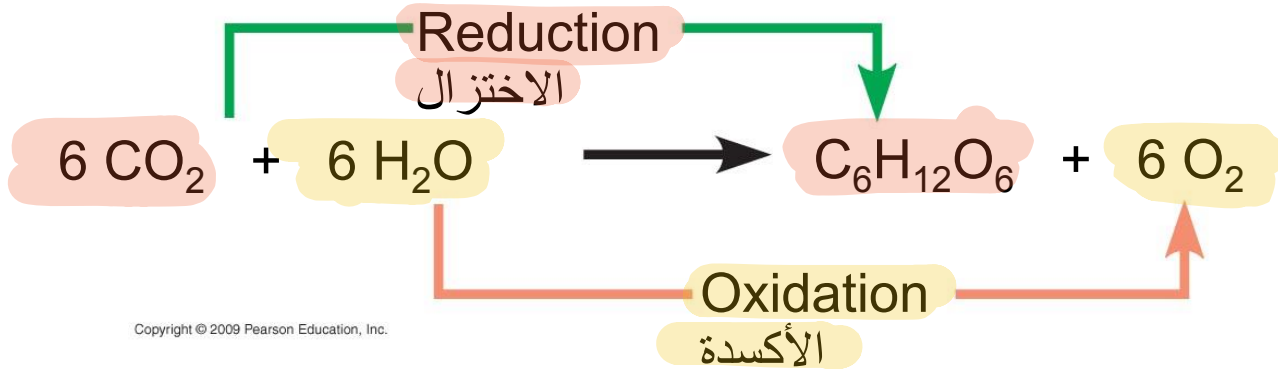 Reduction
الاختزال
6 CO₂ + 6 H₂O → C₆H₁₂O₆ + 6 O₂
Oxidation
الأكسدة
Copyright © 2009 Pearson Education, Inc.